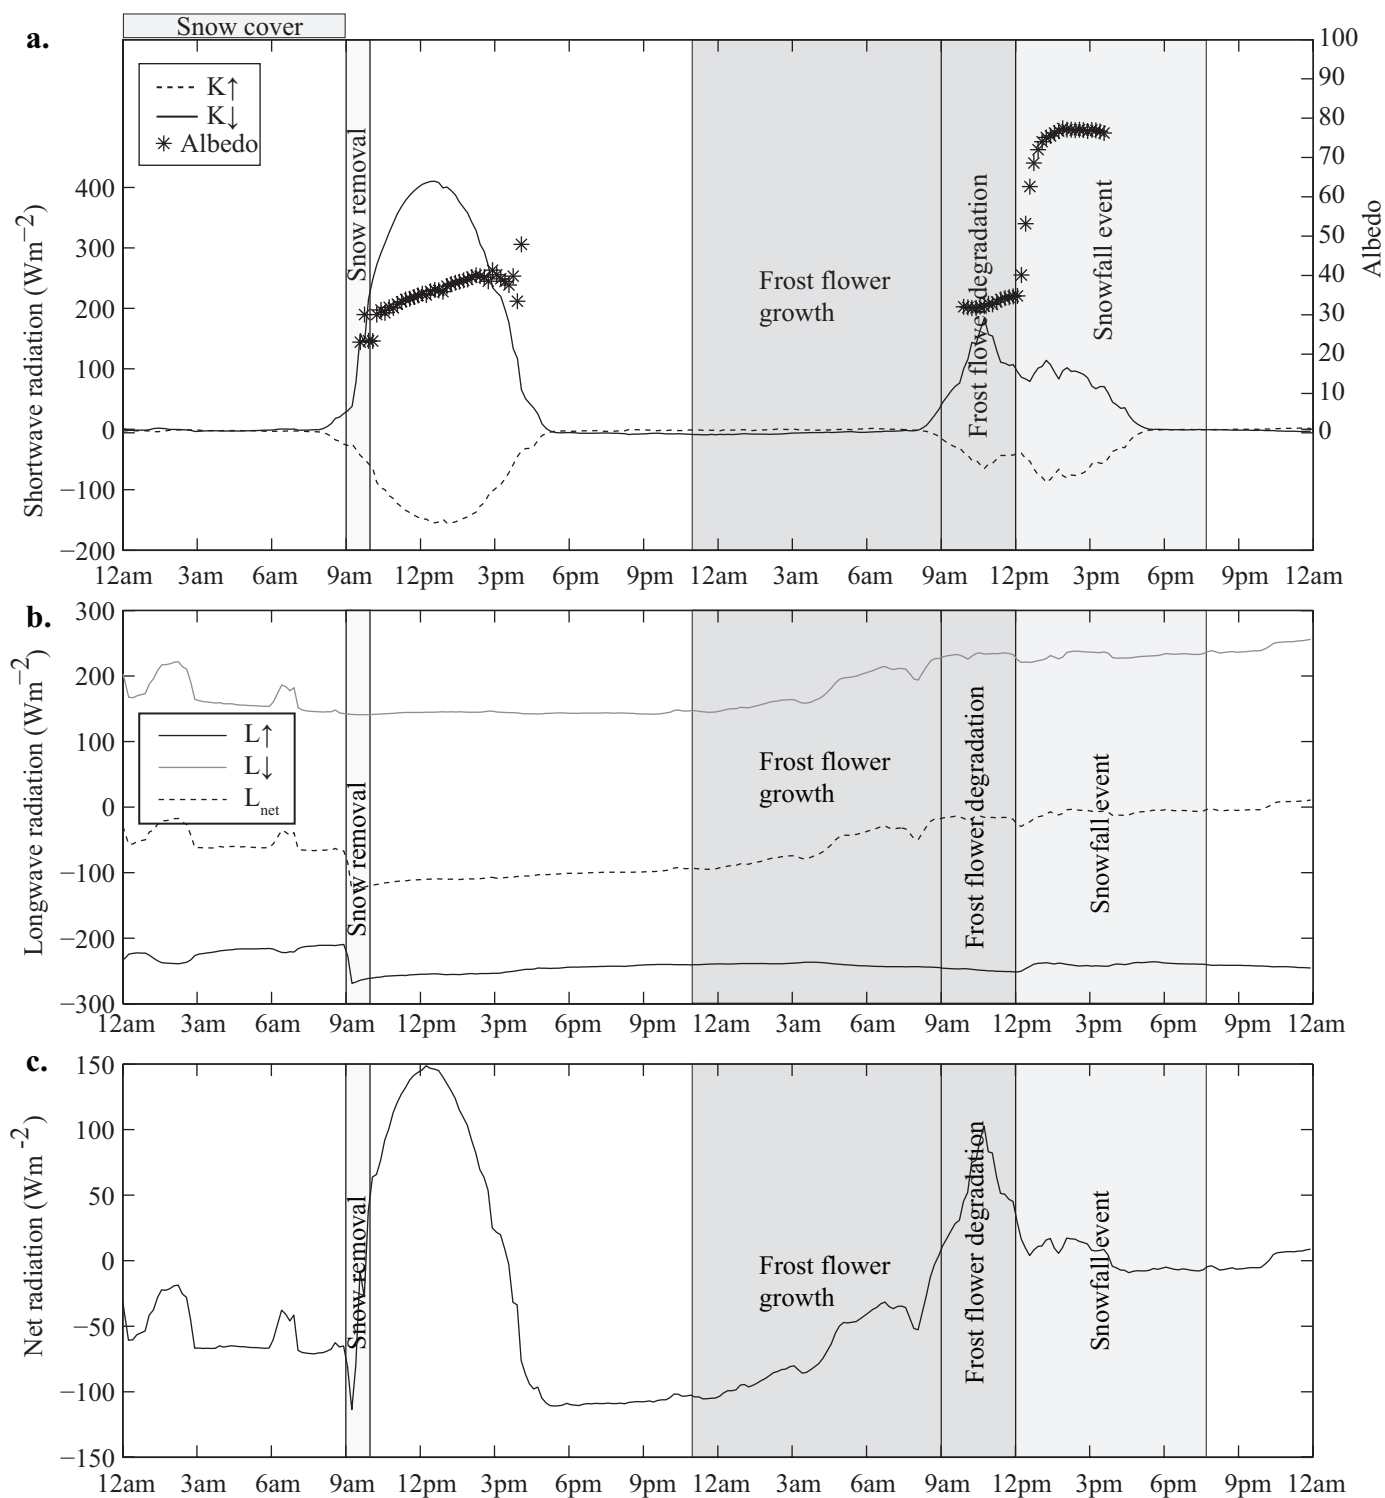 Snow cover
a.
K↑
K↓
Albedo
Snow removal
Frost flower
growth
Frost flower degradation
Snowfall event
Shortwave radiation (Wm−2)
400
300
200
100
0
−100
−200
100
90
80
70
60
50
40
30
20
10
0
Albedo
12am 3am 6am 9am 12pm 3pm 6pm 9pm 12am 3am 6am 9am 12pm 3pm 6pm 9pm 12am
b.
L↑
L↓
Lnet
Snow removal
Frost flower
growth
Frost flower degradation
Snowfall event
Longwave radiation (Wm−2)
300
200
100
0
−100
−200
−300
12am 3am 6am 9am 12pm 3pm 6pm 9pm 12am 3am 6am 9am 12pm 3pm 6pm 9pm 12am
c.
Snow removal
Frost flower
growth
Frost flower degradation
Snowfall event
Net radiation (Wm-2)
150
100
50
0
−50
−100
−150
12am 3am 6am 9am 12pm 3pm 6pm 9pm 12am 3am 6am 9am 12pm 3pm 6pm 9pm 12am